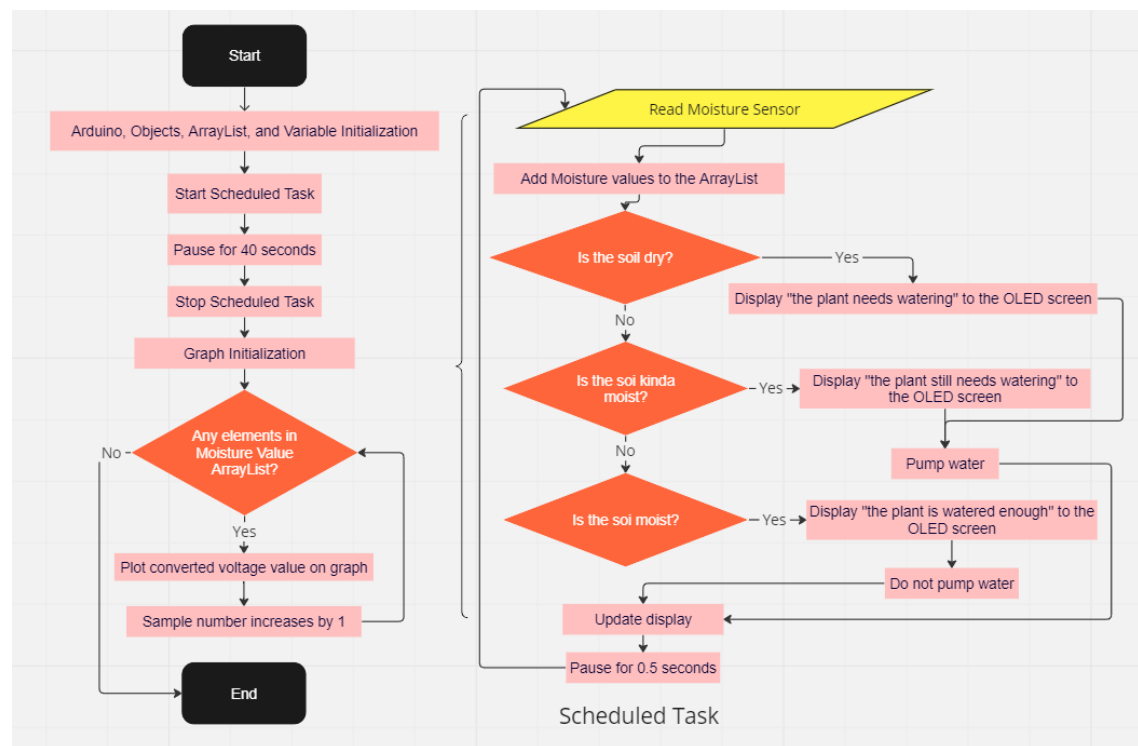 Start
Arduino, Objects, ArrayList, and Variable Initialization
Start Scheduled Task
Pause for 40 seconds
Stop Scheduled Task
Graph Initialization
Any elements in
Moisture Value
ArrayList?
No
Yes
Plot converted voltage value on graph
Sample number increases by 1
End
Read Moisture Sensor
Add Moisture values to the ArrayList
Is the soil dry?
Yes
Display "the plant needs watering" to the OLED screen
No
Is the soi kinda
moist?
Yes
Display "the plant still needs watering" to
the OLED screen
No
Pump water
Is the soi moist?
Yes
Display "the plant is watered enough" to the
OLED screen
Do not pump water
Update display
Pause for 0.5 seconds
Scheduled Task